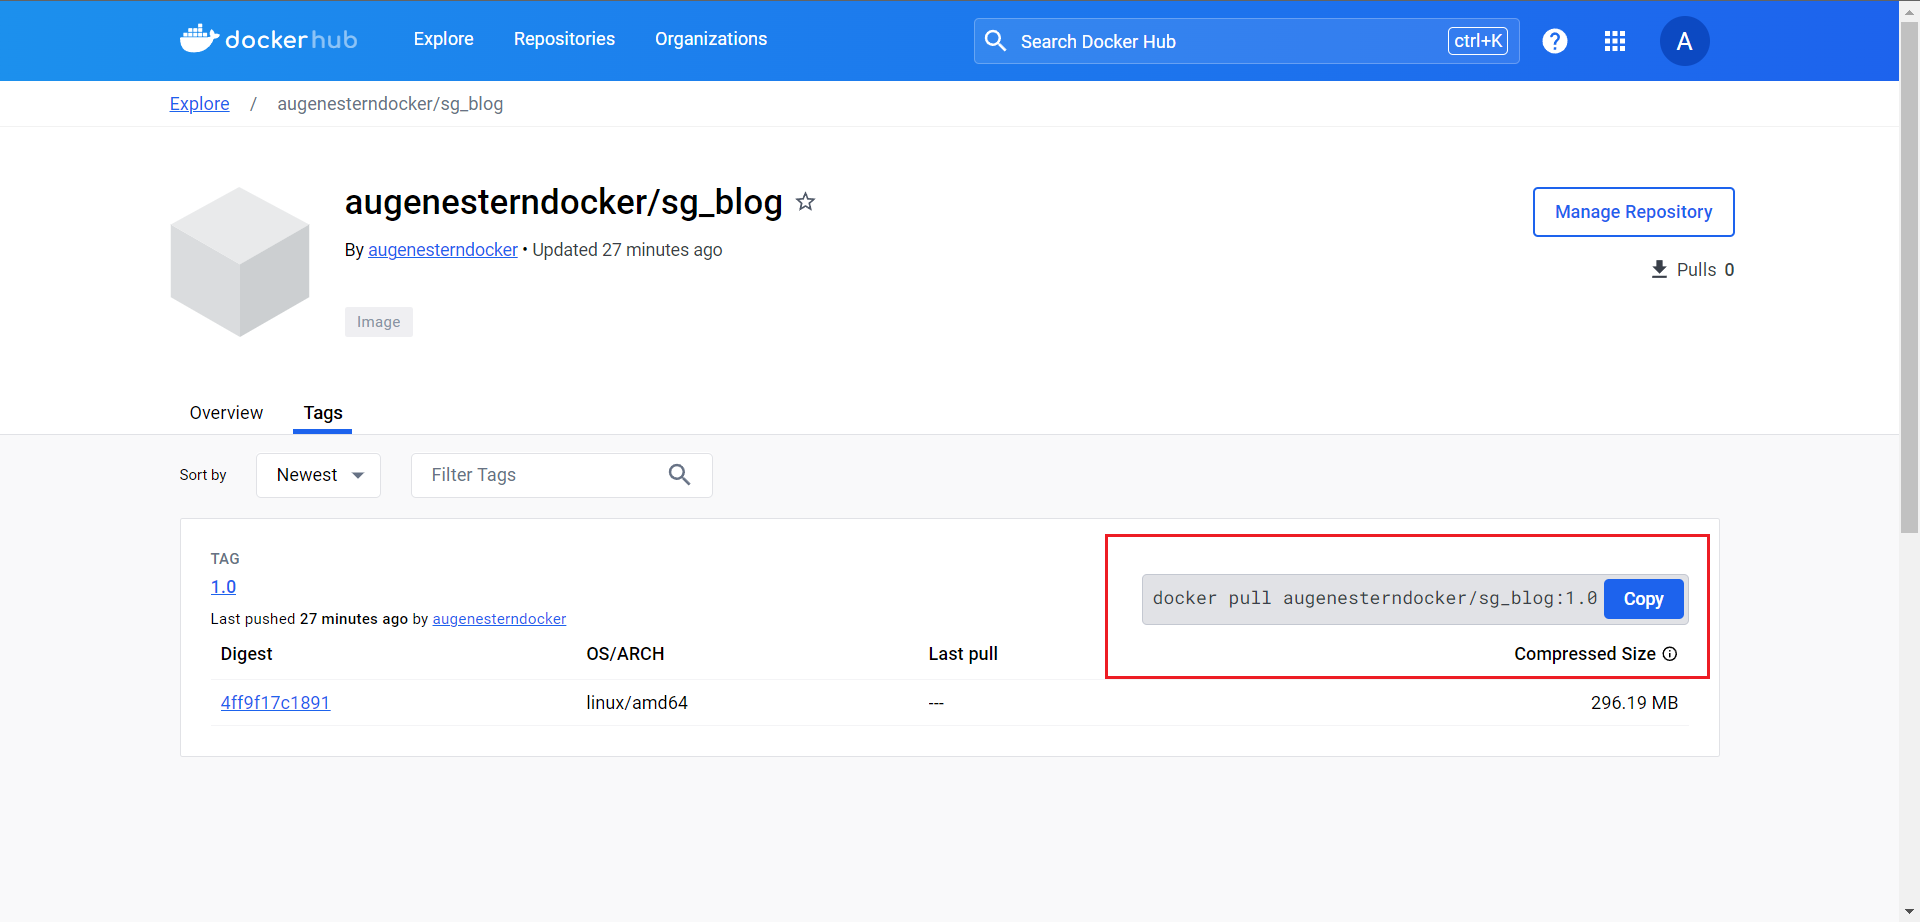 dockerhub Explore Repositories Organizations Search Docker Hub ctrl+K ? A
Explore / augenesterndocker/sg_blog
augenesterndocker/sg_blog
Manage Repository
By augenesterndocker • Updated 27 minutes ago
Pulls 0
Image
Overview Tags
Sort by Newest Filter Tags
TAG
1.0
docker pull augenesterndocker/sg_blog:1.0 Copy
Last pushed 27 minutes ago by augenesterndocker
Digest OS/ARCH Last pull Compressed Size
4ff9f17c1891 linux/amd64 --- 296.19 MB